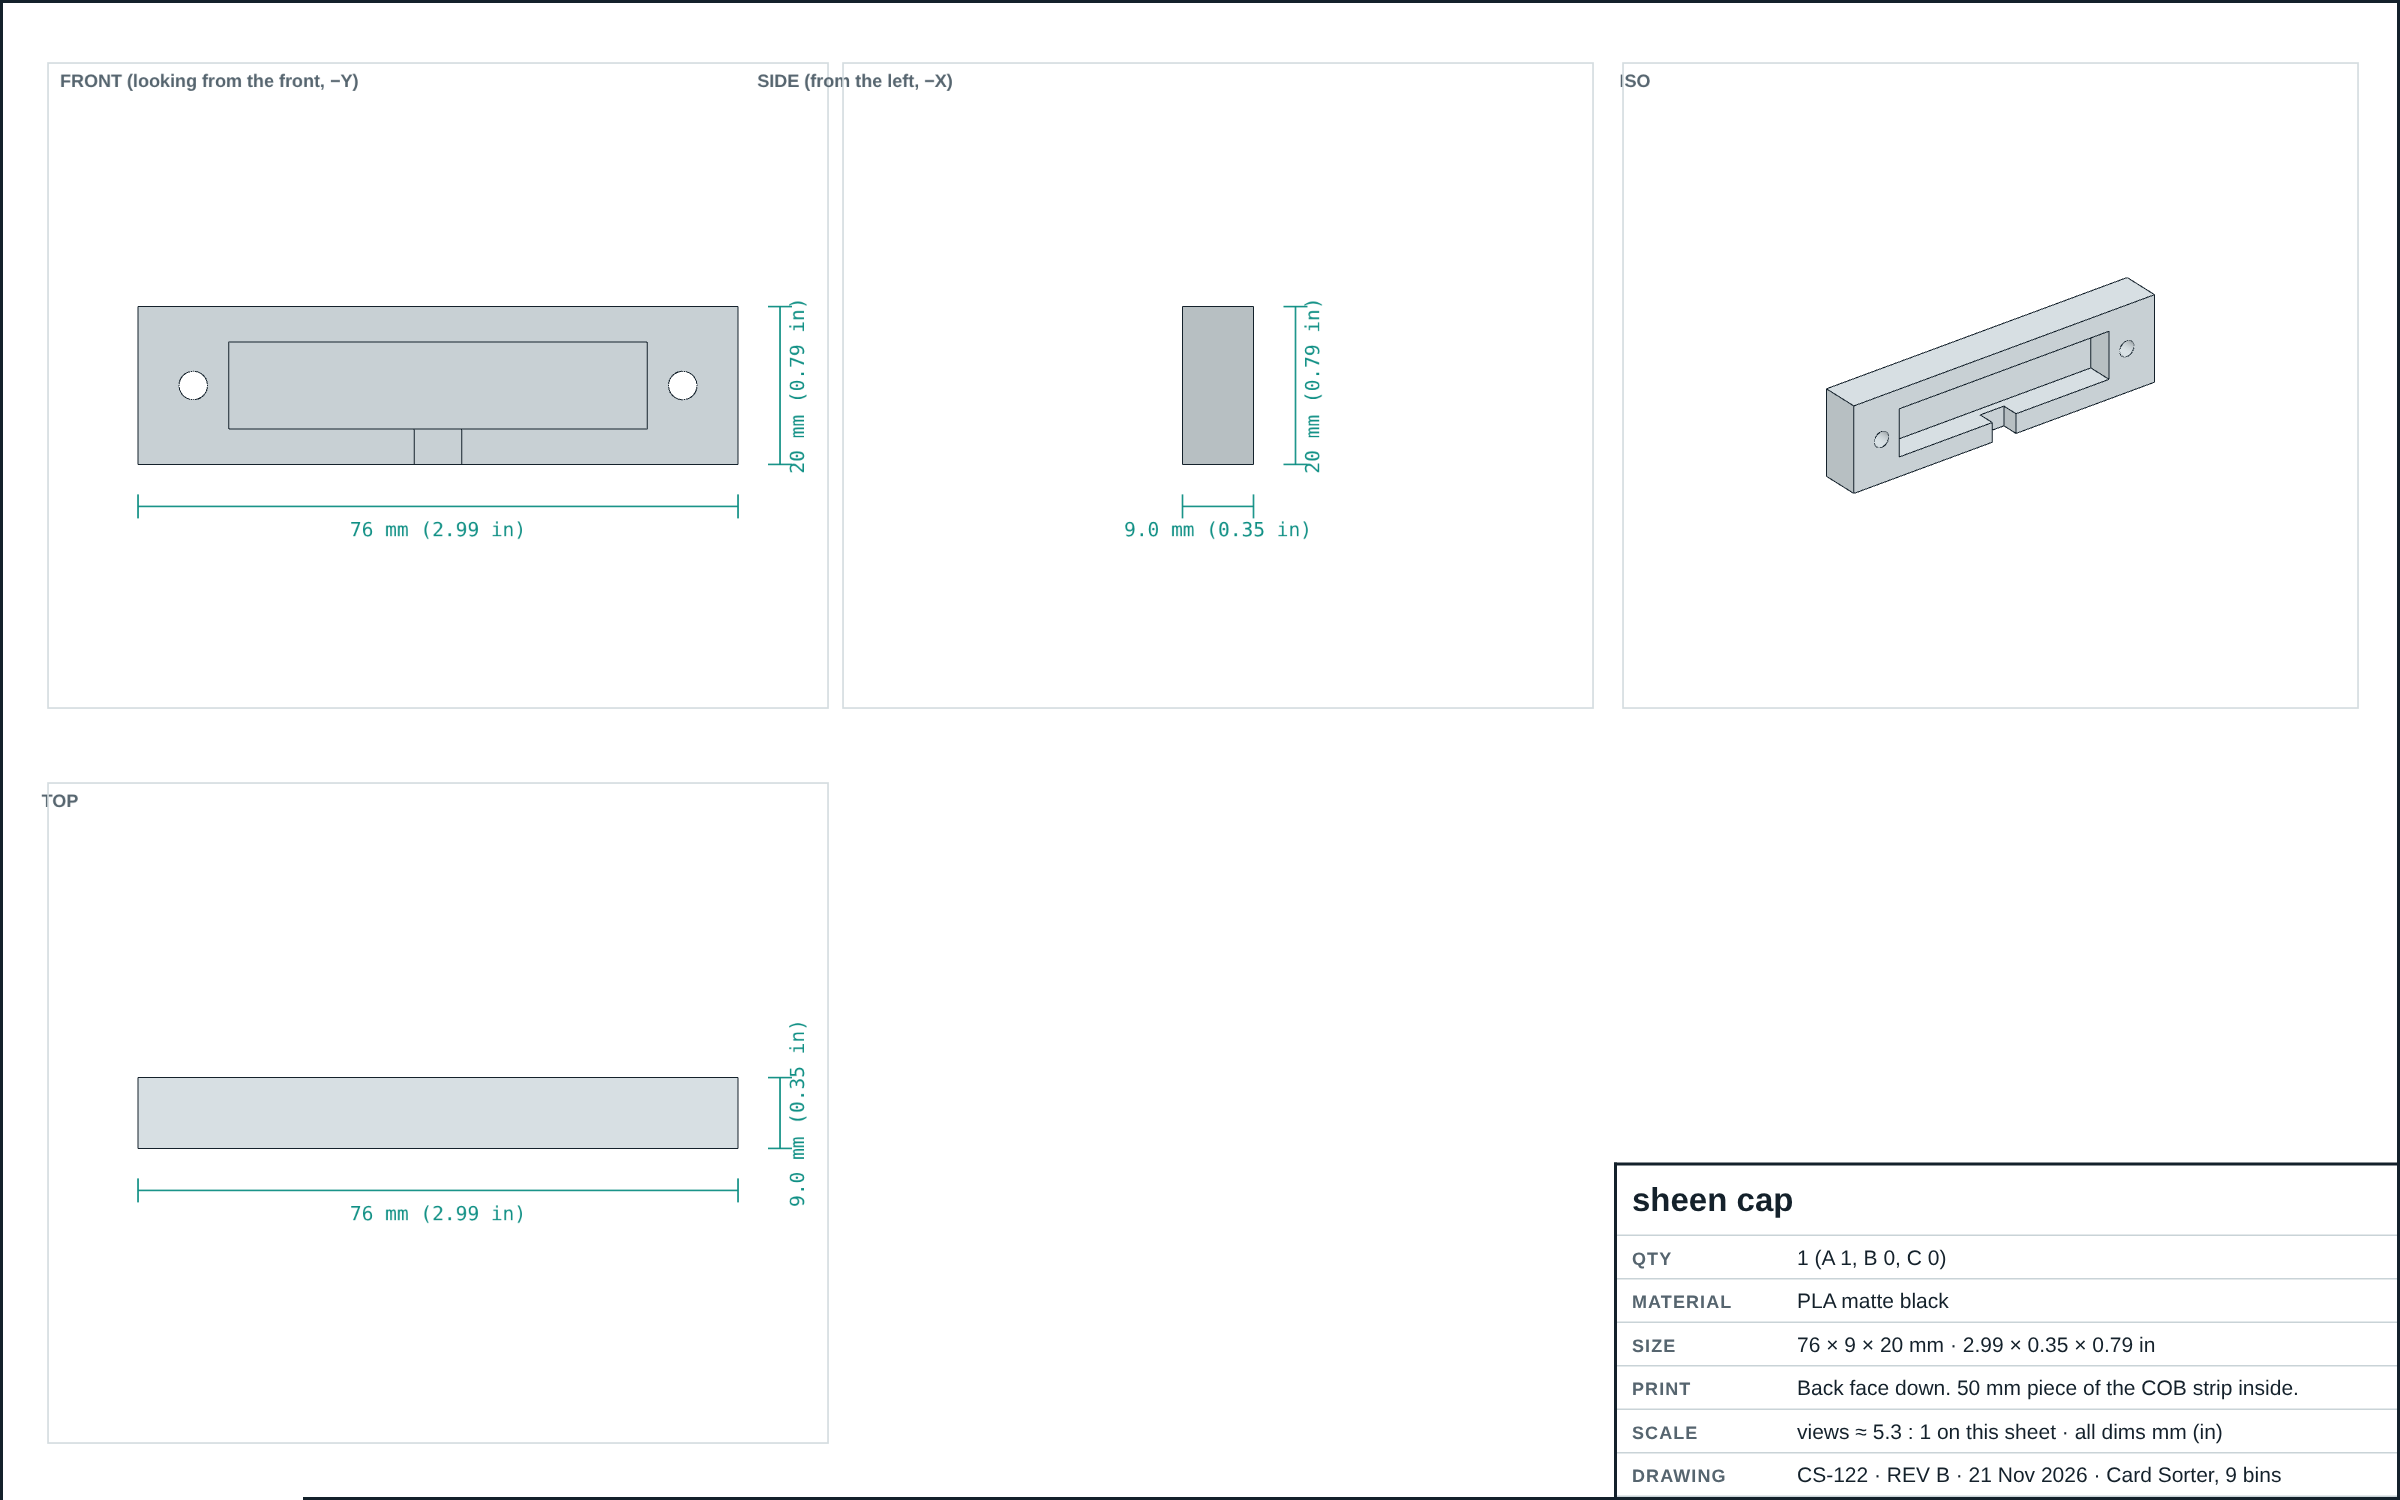 FRONT (looking from the front, −Y)
SIDE (from the left, −X)
ISO
20 mm (0.79 in)
76 mm (2.99 in)
20 mm (0.79 in)
9.0 mm (0.35 in)
TOP
9.0 mm (0.35 in)
76 mm (2.99 in)
sheen cap
QTY 1 (A 1, B 0, C 0)
MATERIAL PLA matte black
SIZE 76 × 9 × 20 mm · 2.99 × 0.35 × 0.79 in
PRINT Back face down. 50 mm piece of the COB strip inside.
SCALE views ≈ 5.3 : 1 on this sheet · all dims mm (in)
DRAWING CS-122 · REV B · 21 Nov 2026 · Card Sorter, 9 bins